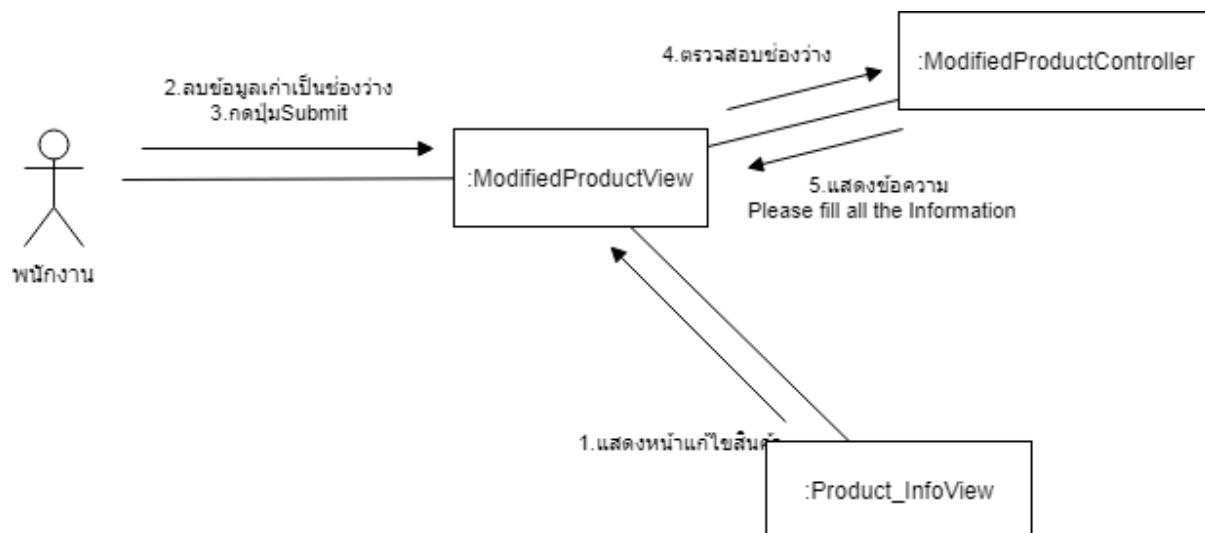 4.ตรวจสอบช่องว่าง
:ModifiedProductController
2.ลบข้อมูลเก่าเป็นช่องว่าง
3.กดปุ่มSubmit
:ModifiedProductView
5.แสดงข้อความ
Please fill all the Information
พนักงาน
1.แสดงหน้าแก้ไขสินค้า
:Product_InfoView